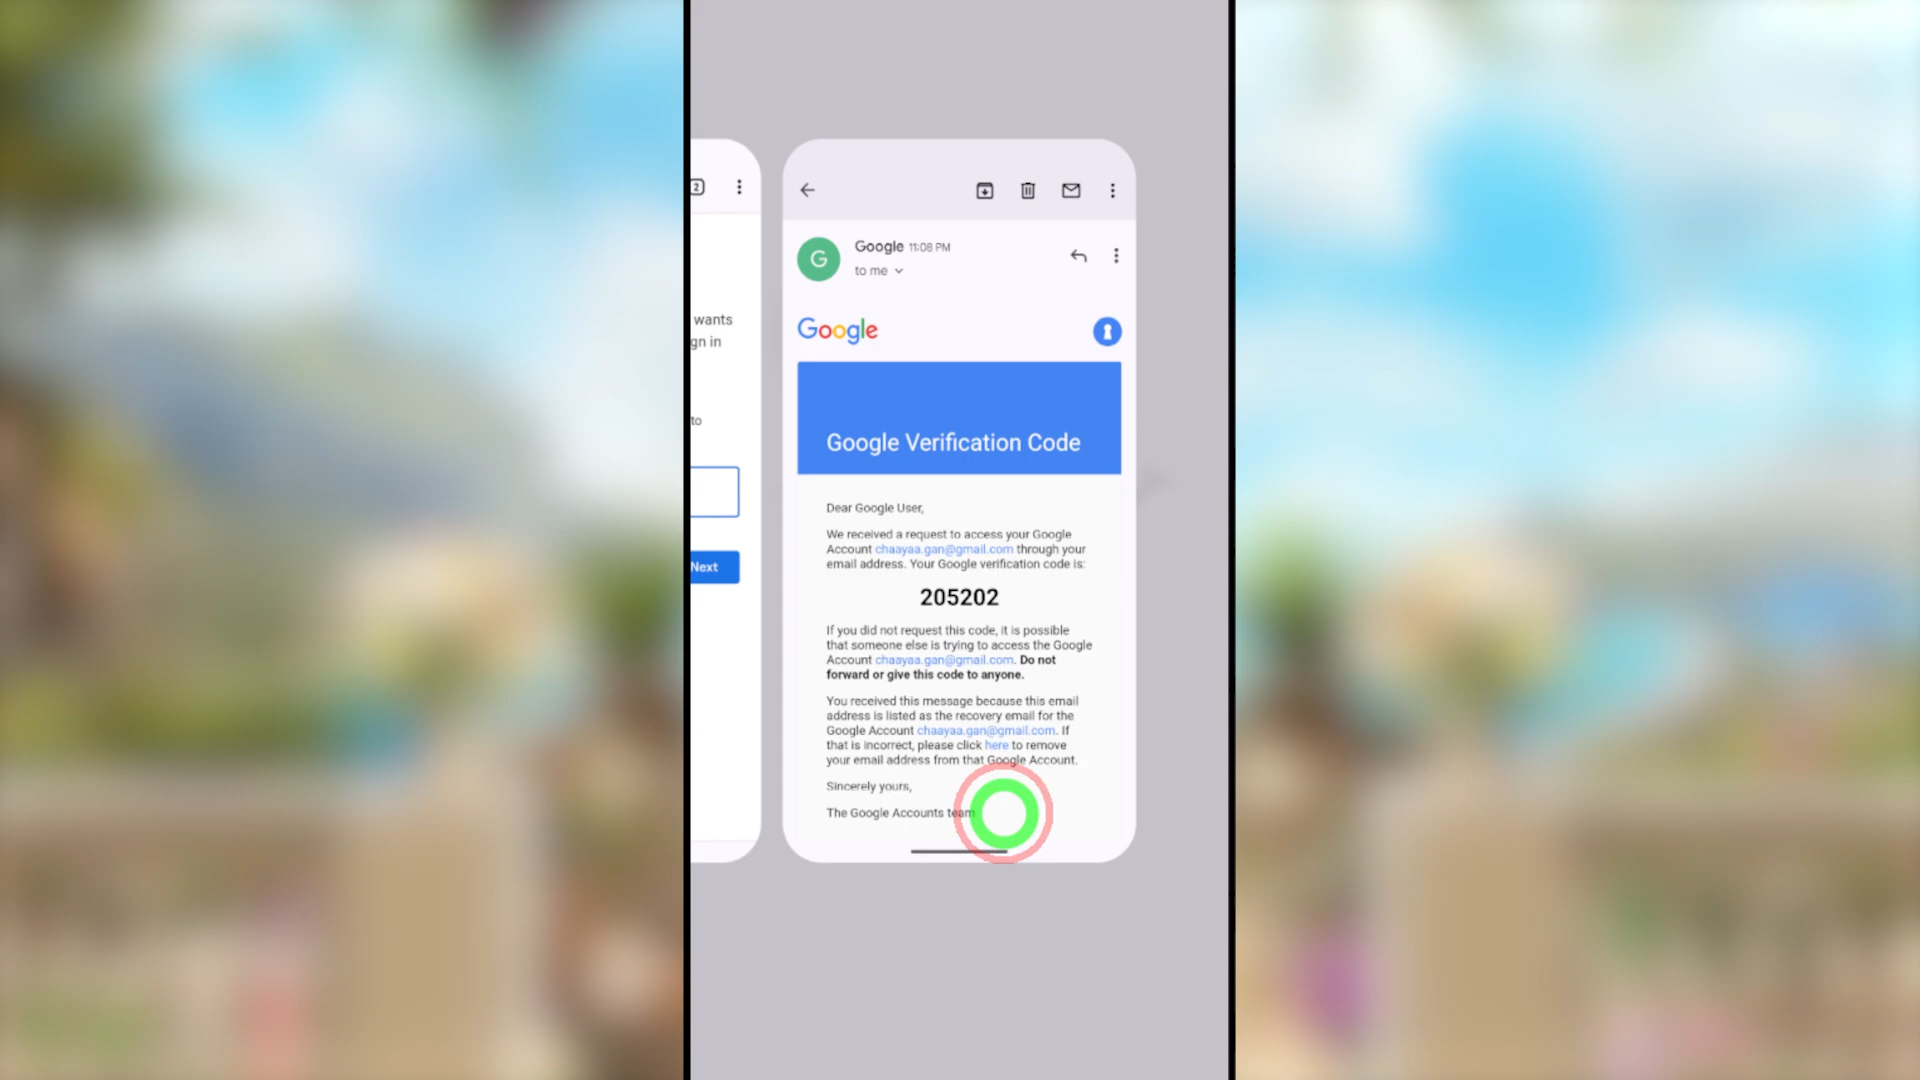 2
wants
gn in
to
Next
Google 11:08 PM
to me
G
Google
Google Verification Code
Dear Google User,
We received a request to access your Google
Account chaayaa.gan@gmail.com through your
email address. Your Google verification code is:
205202
If you did not request this code, it is possible
that someone else is trying to access the Google
Account chaayaa.gan@gmail.com. Do not
forward or give this code to anyone.
You received this message because this email
address is listed as the recovery email for the
Google Account chaayaa.gan@gmail.com. If
that is incorrect, please click here to remove
your email address from that Google Account.
Sincerely yours,
The Google Accounts team